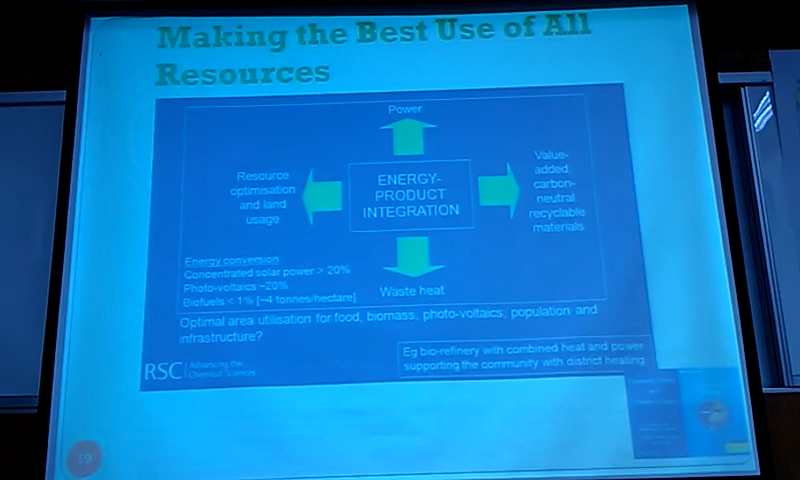 Making the Best Use of All
Resources
Power
Resource
optimisation
and land
usage
ENERGY-
PRODUCT
INTEGRATION
Value-
added,
carbon-
neutral
recyclable
materials
Energy conversion
Concentrated solar power > 20%
Photo-voltaics ~20%
Biofuels < 1% [~4 tonnes/hectare]
Waste heat
Optimal area utilisation for food, biomass, photo-voltaics, population and
infrastructure?
Eg bio-refinery with combined heat and power
supporting the community with district heating
RSC
Advancing the
Chemical Sciences
19